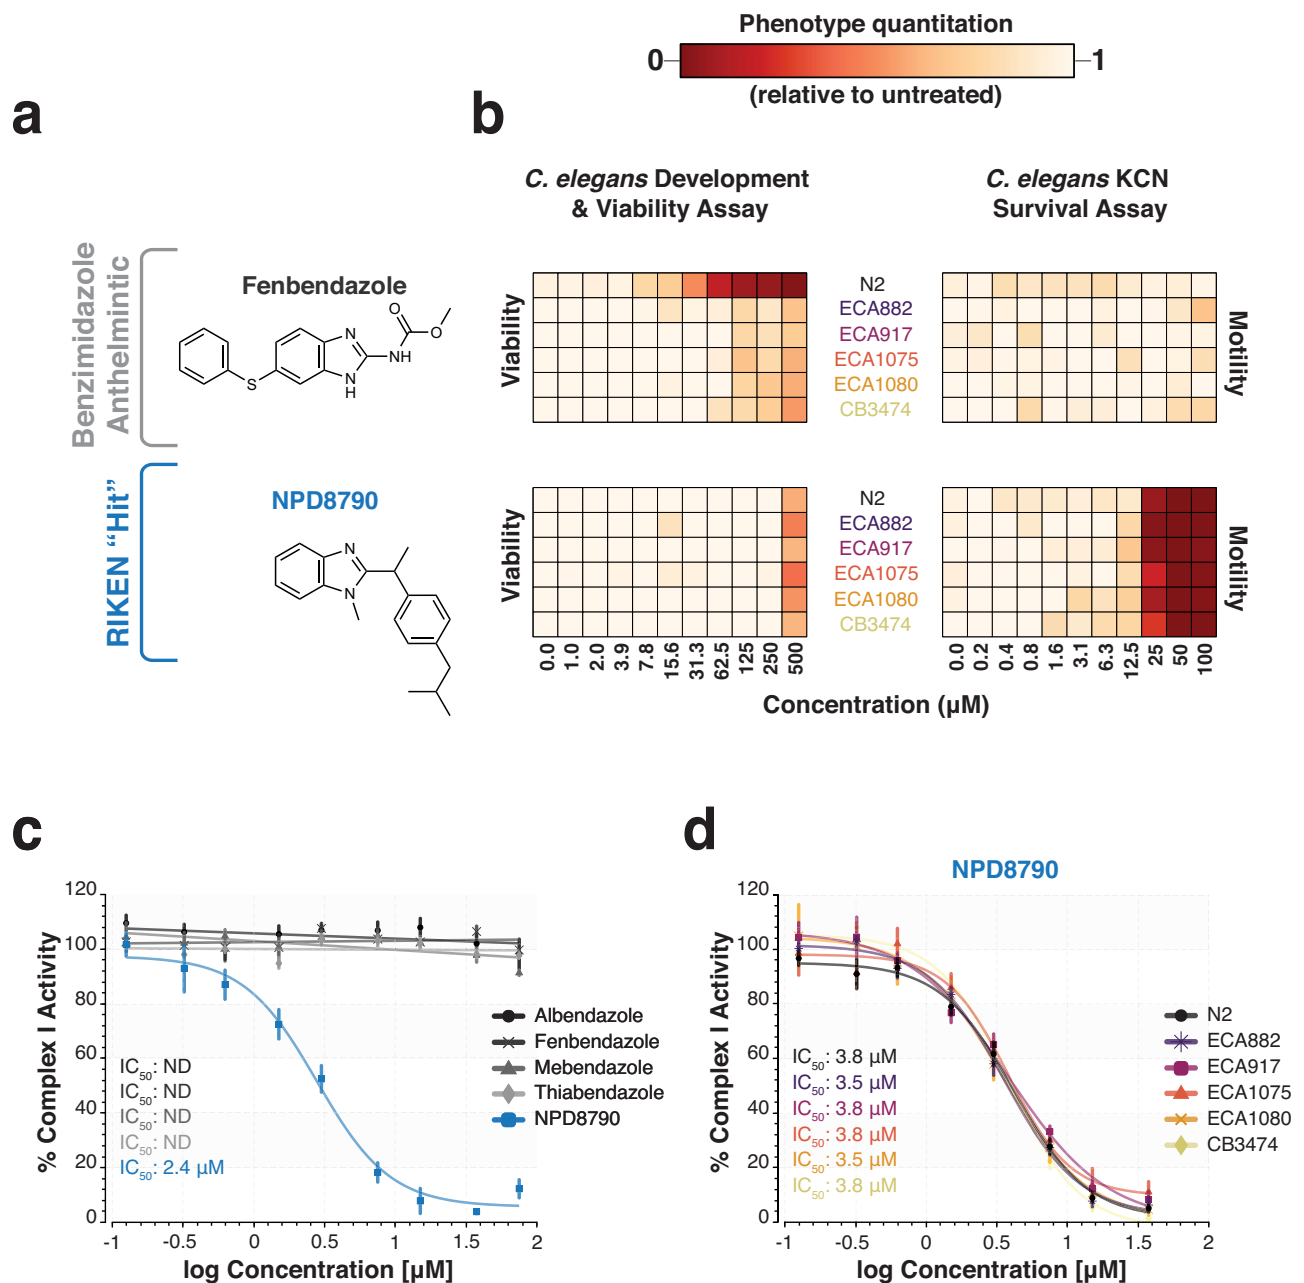 Phenotype quantitation
0
1
(relative to untreated)
a
b
C. elegans Development
& Viability Assay
C. elegans KCN
Survival Assay
Benzimidazole
Anthelmintic
Fenbendazole
N
O
O
NH
N
H
S
Viability
N2
ECA882
ECA917
ECA1075
ECA1080
CB3474
Motility
RIKEN “Hit”
NPD8790
N
N
Viability
N2
ECA882
ECA917
ECA1075
ECA1080
CB3474
Motility
0.0 1.0 2.0 3.9 7.8 15.6 31.3 62.5 125 250 500
0.0 0.2 0.4 0.8 1.6 3.1 6.3 12.5 25 50 100
Concentration (µM)
c
% Complex I Activity
120
100
80
60
40
20
0
-1 -0.5 0 0.5 1 1.5 2
log Concentration [µM]
IC50: ND
IC50: ND
IC50: ND
IC50: ND
IC50: 2.4 µM
Albendazole
Fenbendazole
Mebendazole
Thiabendazole
NPD8790
d
NPD8790
% Complex I Activity
120
100
80
60
40
20
0
-1 -0.5 0 0.5 1 1.5 2
log Concentration [µM]
IC50: 3.8 µM
IC50: 3.5 µM
IC50: 3.8 µM
IC50: 3.8 µM
IC50: 3.5 µM
IC50: 3.8 µM
N2
ECA882
ECA917
ECA1075
ECA1080
CB3474